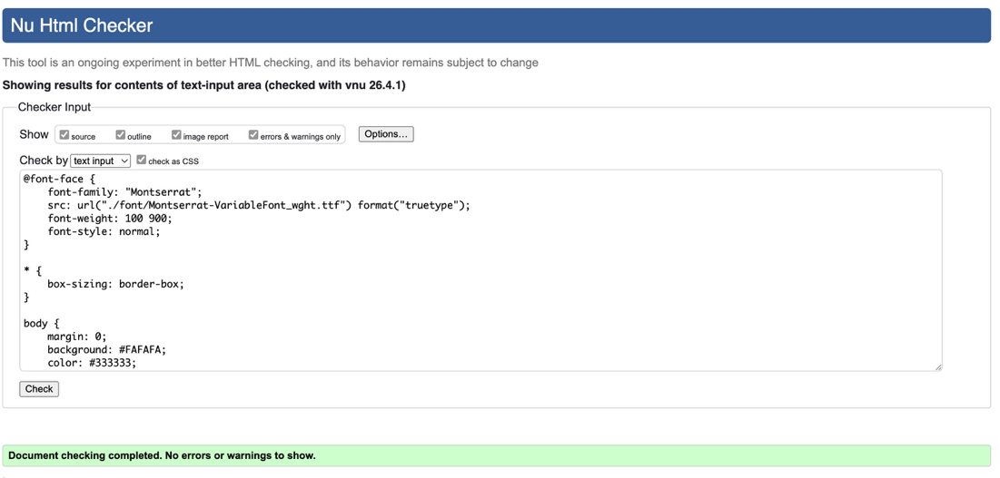 Nu Html Checker
This tool is an ongoing experiment in better HTML checking, and its behavior remains subject to change
Showing results for contents of text-input area (checked with vnu 26.4.1)
Checker Input
Show source outline image report errors & warnings only Options...
Check by text input check as CSS
@font-face {
    font-family: "Montserrat";
    src: url("./font/Montserrat-VariableFont_wght.ttf") format("truetype");
    font-weight: 100 900;
    font-style: normal;
}

* {
    box-sizing: border-box;
}

body {
    margin: 0;
    background: #FAFAFA;
    color: #333333;
Check
Document checking completed. No errors or warnings to show.